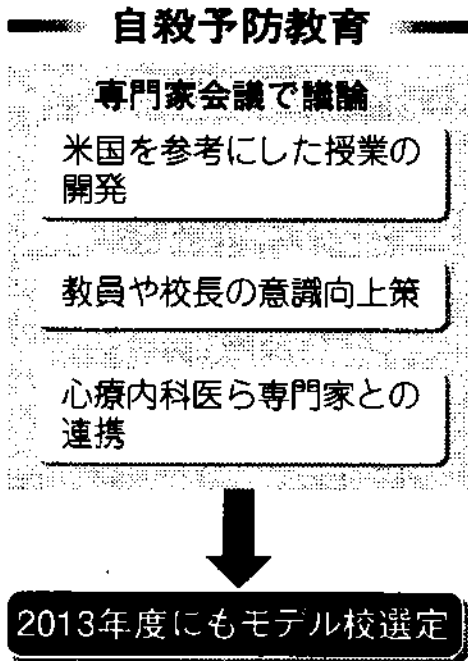 自殺予防教育
専門家会議で議論
米国を参考にした授業の
開発
教員や校長の意識向上策
心療内科医ら専門家との
連携
2013年度にもモデル校選定